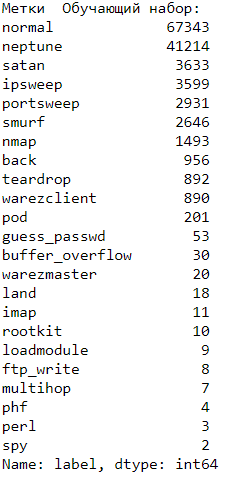 Метки  Обучающий набор:
normal 67343
neptune 41214
satan 3633
ipsweep 3599
portsweep 2931
smurf 2646
nmap 1493
back 956
teardrop 892
warezclient 890
pod 201
guess_passwd 53
buffer_overflow 30
warezmaster 20
land 18
imap 11
rootkit 10
loadmodule 9
ftp_write 8
multihop 7
phf 4
perl 3
spy 2
Name: label, dtype: int64